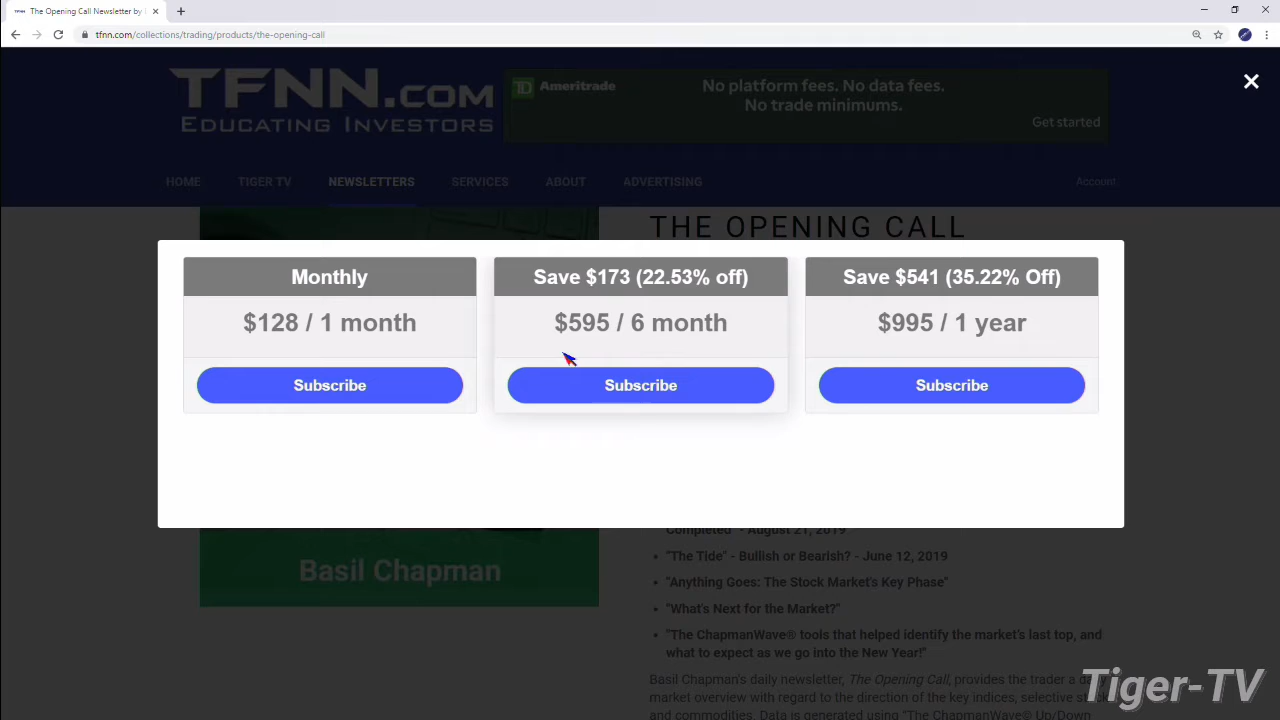 The Opening Call Newsletter by
tfnn.com/collections/trading/products/the-opening-call
TFNN.COM
EDUCATING INVESTORS
TD Ameritrade
No platform fees. No data fees.
No trade minimums.
Get started
HOME TIGER TV NEWSLETTERS SERVICES ABOUT ADVERTISING
Account
THE OPENING CALL
Monthly
$128 / 1 month
Subscribe
Save $173 (22.53% off)
$595 / 6 month
Subscribe
Save $541 (35.22% Off)
$995 / 1 year
Subscribe
Basil Chapman
Completed" - August 21, 2019
• "The Tide" - Bullish or Bearish? - June 12, 2019
• "Anything Goes: The Stock Market's Key Phase"
• "What's Next for the Market?"
• "The ChapmanWave® tools that helped identify the market's last top, and
what to expect as we go into the New Year!"
Basil Chapman's daily newsletter, The Opening Call, provides the trader a
market overview with regard to the direction of the key indices, selective
and commodities. Data is generated using "The ChapmanWave® Up/Down
Tiger-TV